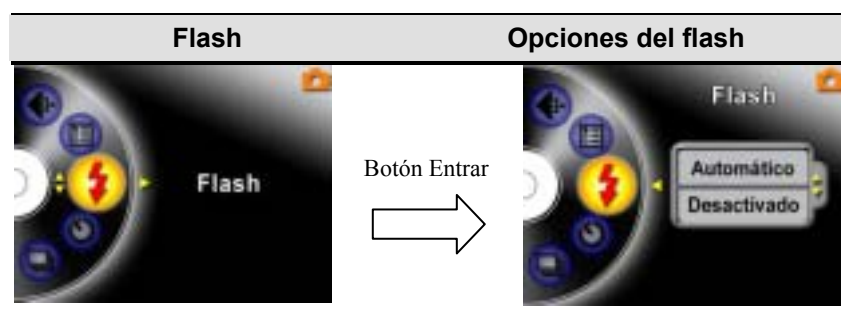 Flash Opciones del flash
Flash
Botón Entrar
Flash
Automático
Desactivado